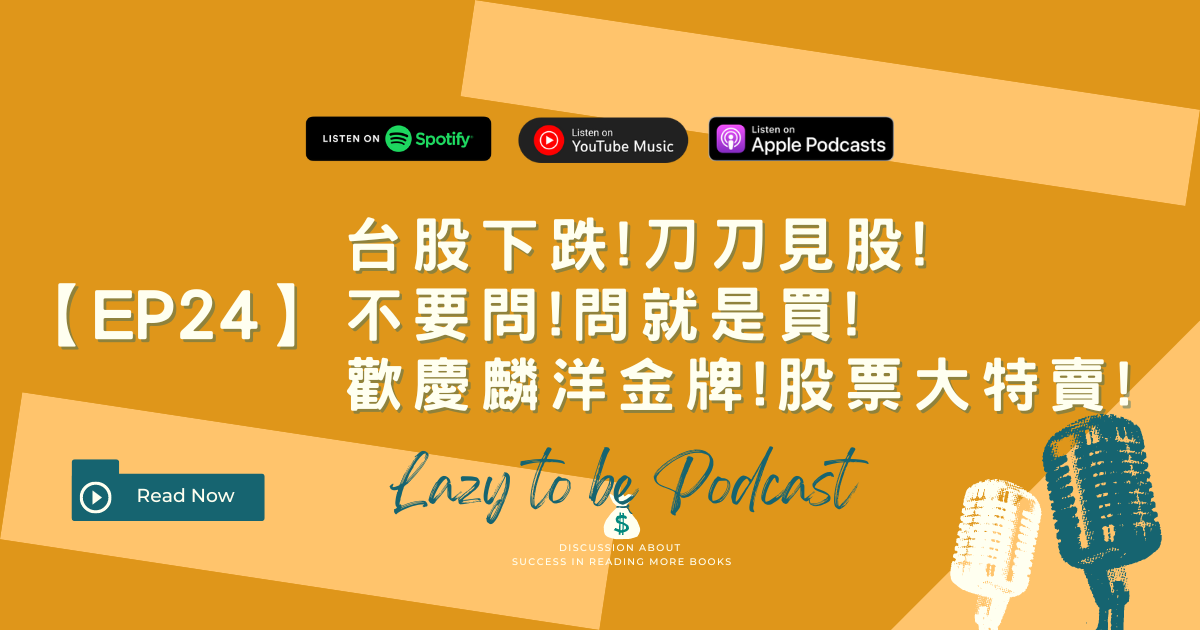 LISTEN ON Spotify
Listen on
YouTube Music
Listen on
Apple Podcasts
【EP24】
台股下跌!刀刀見股!
不要問!問就是買!
歡慶麟洋金牌!股票大特賣!
Read Now
Lazy to be Podcast
$
DISCUSSION ABOUT
SUCCESS IN READING MORE BOOKS